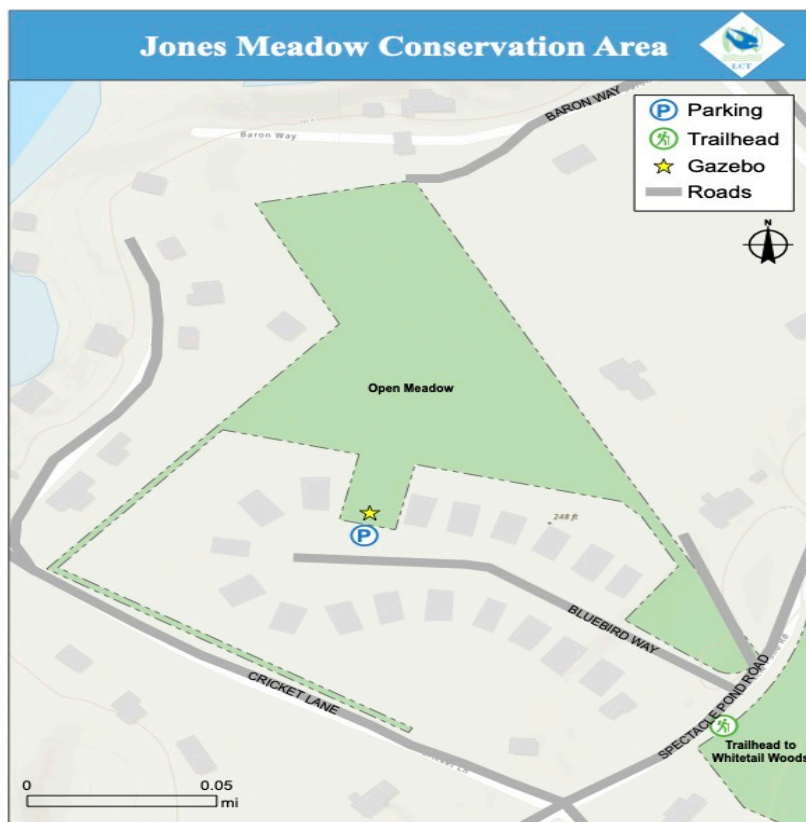 Jones Meadow Conservation Area
LCT
BARON WAY
Baron Way
P Parking
Trailhead
Gazebo
Roads
N
Open Meadow
248 ft
P
BLUEBIRD WAY
CRICKET LANE
SPECTACLE POND ROAD
Trailhead to
Whitetail Woods
0 0.05
mi